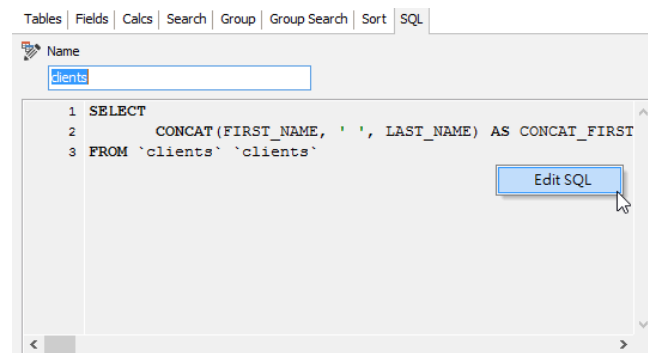 Tables Fields Calcs Search Group Group Search Sort SQL
Name
clients
1 SELECT
2 CONCAT(FIRST_NAME, ' ', LAST_NAME) AS CONCAT_FIRST
3 FROM `clients` `clients`
Edit SQL